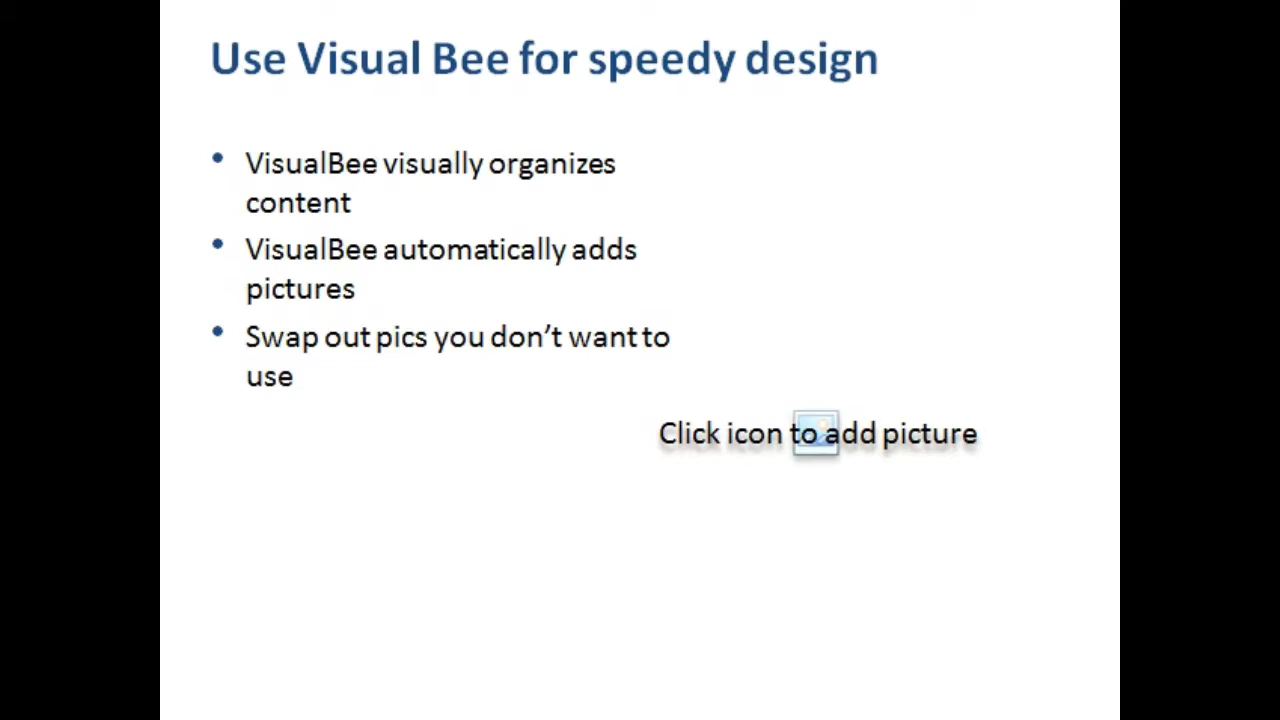 Use Visual Bee for speedy design
• VisualBee visually organizes
content
• VisualBee automatically adds
pictures
• Swap out pics you don’t want to
use
Click icon to add picture